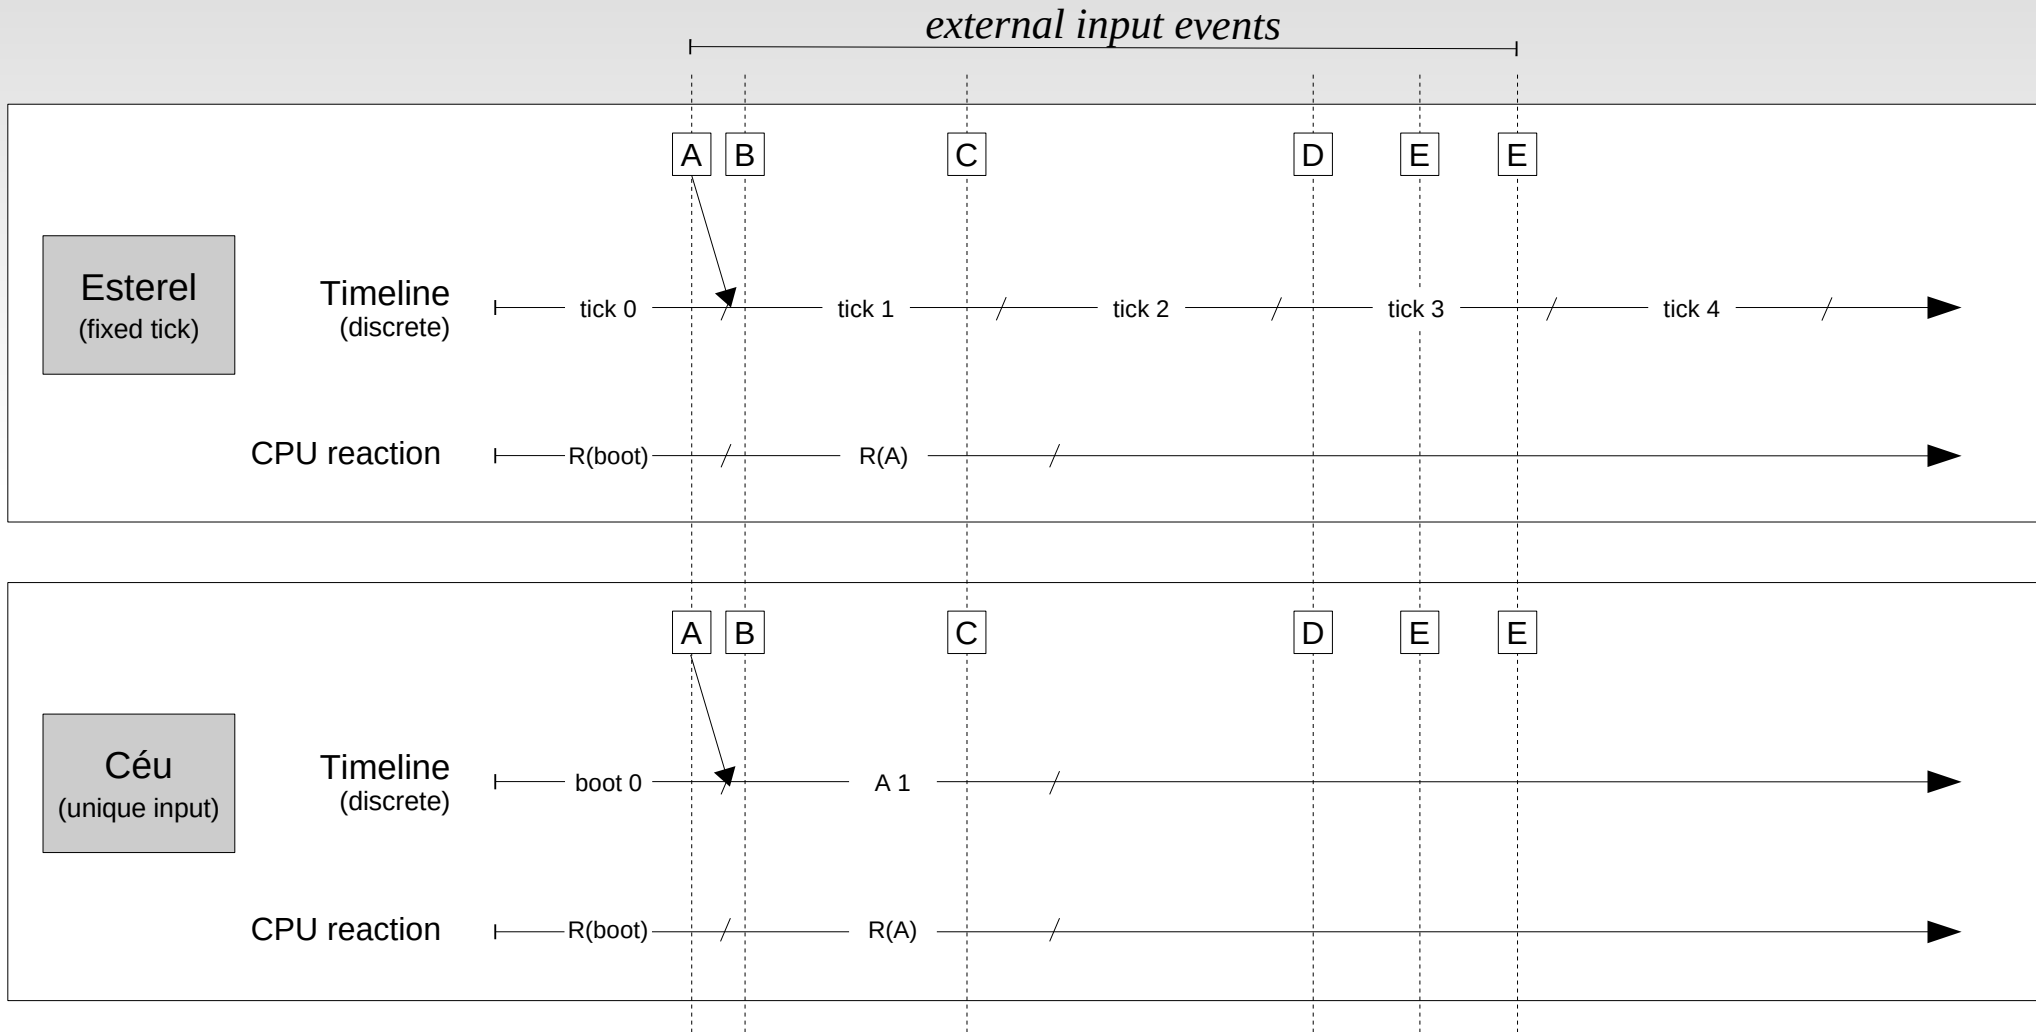 external input events
A B C D E E
Esterel
(fixed tick)
Timeline
(discrete)
tick 0 tick 1 tick 2 tick 3 tick 4
CPU reaction R(boot) R(A)
A B C D E E
Céu
(unique input)
Timeline
(discrete)
boot 0 A 1
CPU reaction R(boot) R(A)